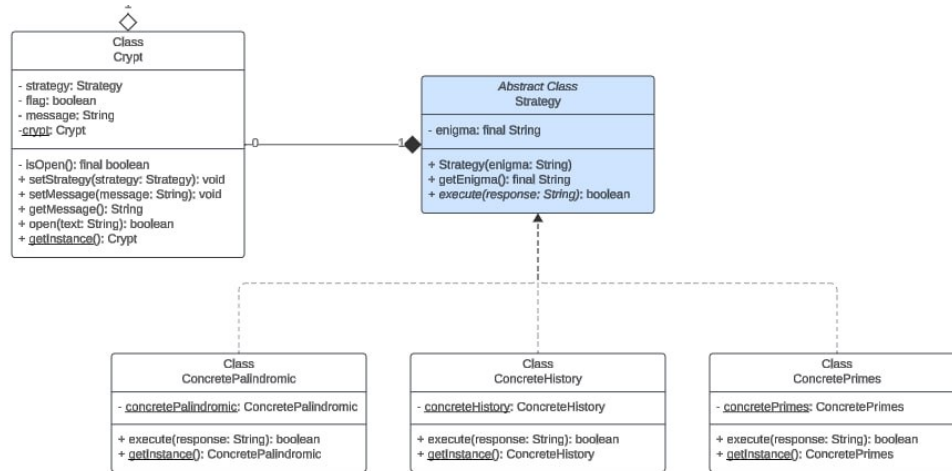 1
Class
Crypt
- strategy: Strategy
- flag: boolean
- message: String
-crypt: Crypt
- isOpen(): final boolean
+ setStrategy(strategy: Strategy): void
+ setMessage(message: String): void
+ getMessage(): String
+ open(text: String): boolean
+ getInstance(): Crypt
0
1
Abstract Class
Strategy
- enigma: final String
+ Strategy(enigma: String)
+ getEnigma(): final String
+ execute(response: String): boolean
Class
ConcretePalindromic
- concretePalindromic: ConcretePalindromic
+ execute(response: String): boolean
+ getInstance(): ConcretePalindromic
Class
ConcreteHistory
- concreteHistory: ConcreteHistory
+ execute(response: String): boolean
+ getInstance(): ConcreteHistory
Class
ConcretePrimes
- concretePrimes: ConcretePrimes
+ execute(response: String): boolean
+ getInstance(): ConcretePrimes